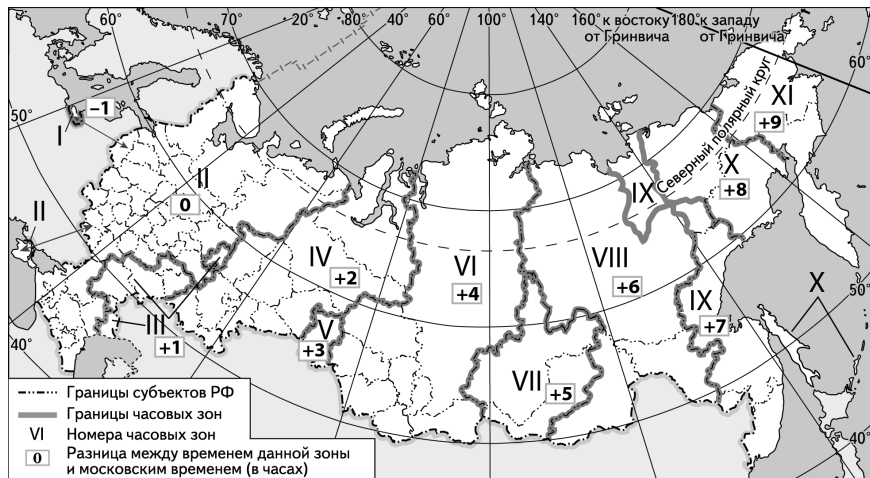 60° 70° 20° 80° 100° 140° 160° к востоку 180° к западу
от Гринвича от Гринвича
60°
50°
−1
I
Северный полярный круг
XI
+9
II
0
X
+8
IX
II
IV
+2
VI
+4
VIII
+6
X
50°
III
+1
V
+3
IX
+7
40°
VII
+5
40°
Границы субъектов РФ
Границы часовых зон
VI Номера часовых зон
0 Разница между временем данной зоны
и московским временем (в часах)